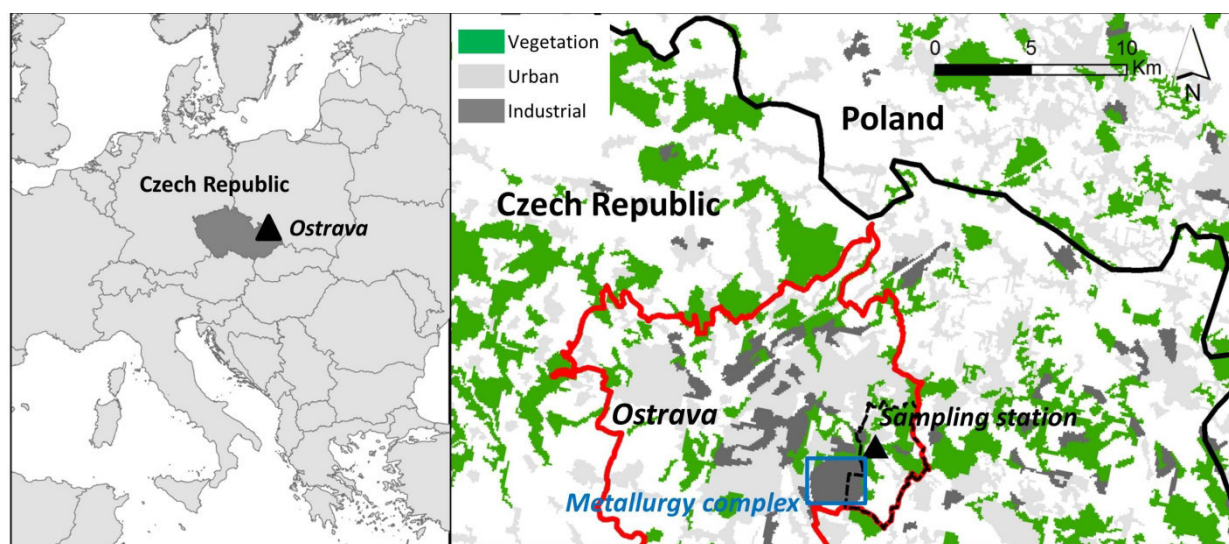 Czech Republic
Ostrava
Vegetation
Urban
Industrial
0 5 10
Km
N
Poland
Czech Republic
Ostrava
Sampling station
Metallurgy complex